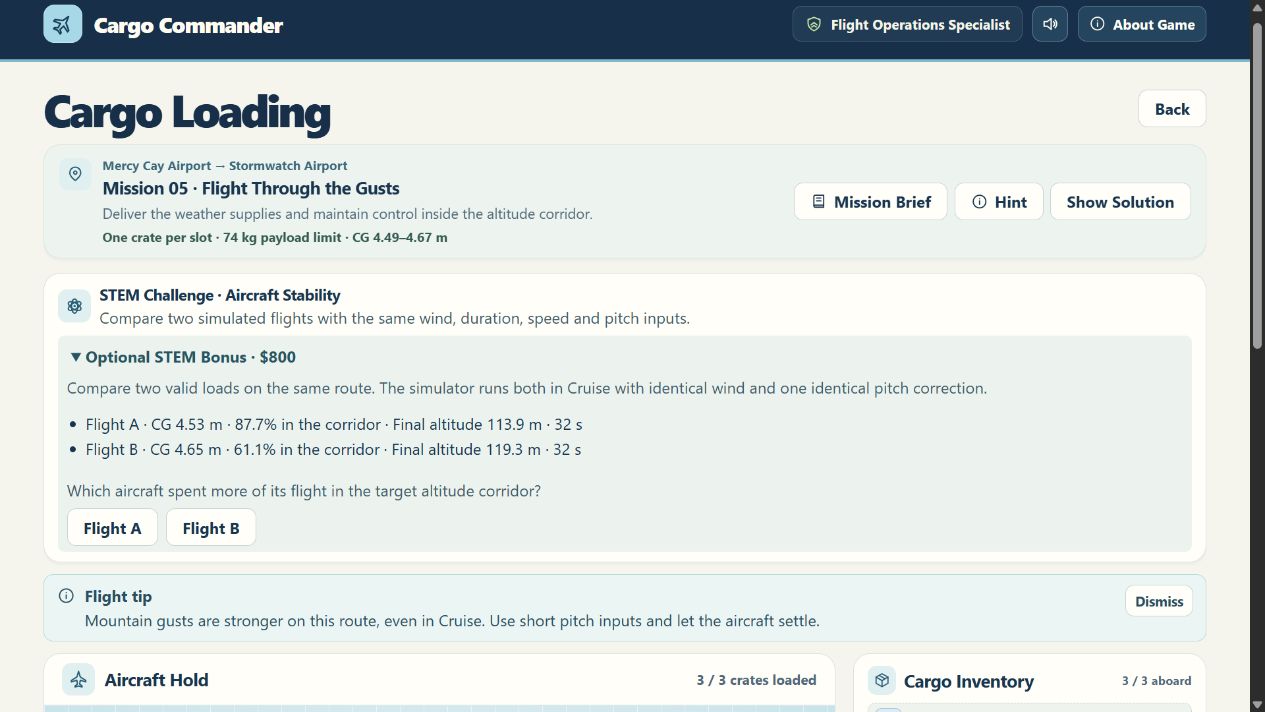 Cargo Commander
Flight Operations Specialist
About Game
Cargo Loading
Back
Mercy Cay Airport → Stormwatch Airport
Mission 05 · Flight Through the Gusts
Deliver the weather supplies and maintain control inside the altitude corridor.
One crate per slot · 74 kg payload limit · CG 4.49–4.67 m
Mission Brief
Hint
Show Solution
STEM Challenge · Aircraft Stability
Compare two simulated flights with the same wind, duration, speed and pitch inputs.
▼ Optional STEM Bonus · $800
Compare two valid loads on the same route. The simulator runs both in Cruise with identical wind and one identical pitch correction.
• Flight A · CG 4.53 m · 87.7% in the corridor · Final altitude 113.9 m · 32 s
• Flight B · CG 4.65 m · 61.1% in the corridor · Final altitude 119.3 m · 32 s
Which aircraft spent more of its flight in the target altitude corridor?
Flight A
Flight B
Flight tip
Mountain gusts are stronger on this route, even in Cruise. Use short pitch inputs and let the aircraft settle.
Dismiss
Aircraft Hold
3 / 3 crates loaded
Cargo Inventory
3 / 3 aboard